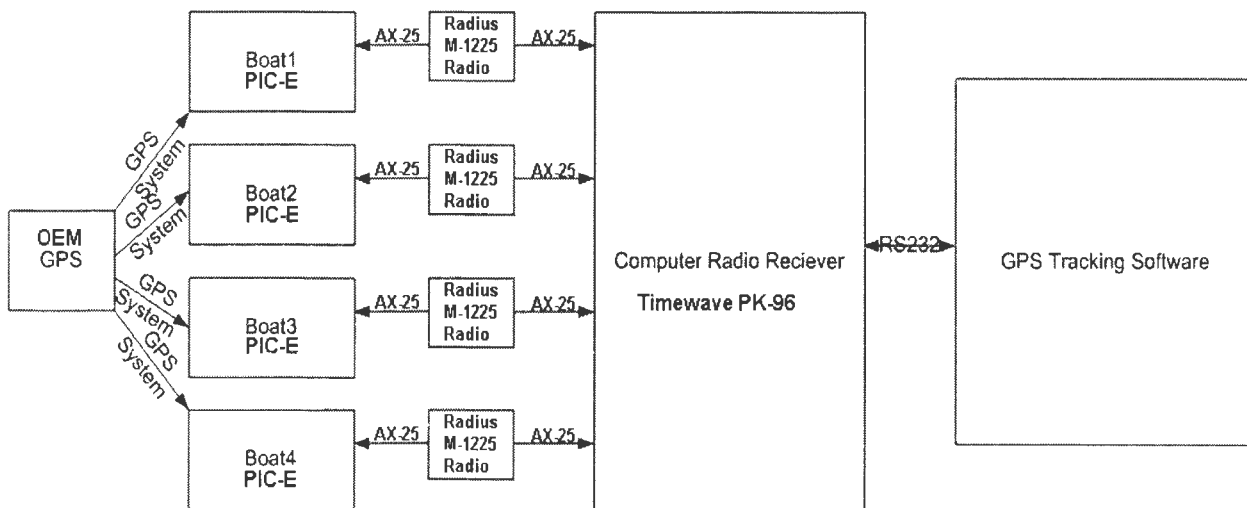 OEM
GPS
GPS
System
GPS
System
GPS
System
GPS
System
Boat1
PIC-E
AX-25
Radius
M-1225
Radio
AX-25
Boat2
PIC-E
AX-25
Radius
M-1225
Radio
AX-25
Boat3
PIC-E
AX-25
Radius
M-1225
Radio
AX-25
Boat4
PIC-E
AX-25
Radius
M-1225
Radio
AX-25
Computer Radio Reciever
Timewave PK-96
RS232
GPS Tracking Software